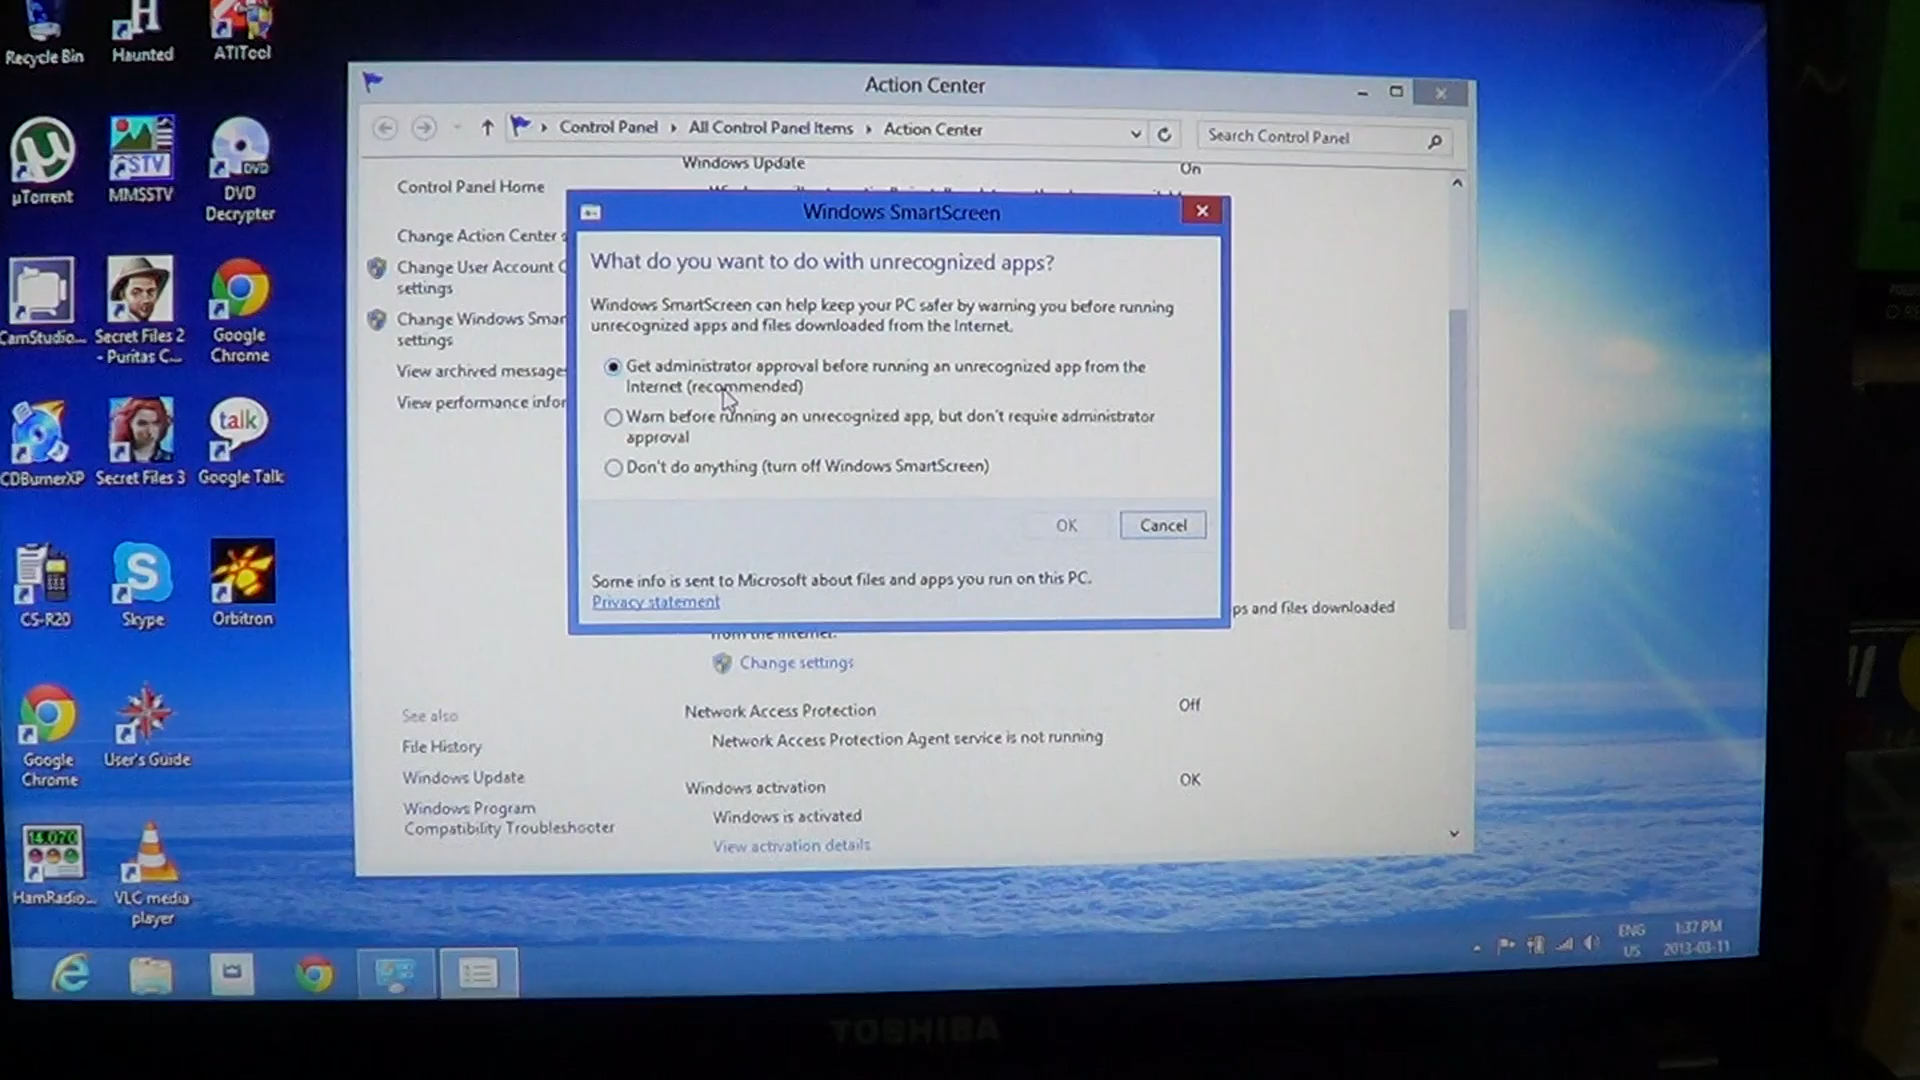 Recycle Bin
Haunted
ATITool
µTorrent
MMSSTV
SSTV
DVD
DVD
Decrypter
CamStudio...
Secret Files 2
- Puritas C...
Google
Chrome
CDBurnerXP
Secret Files 3
talk
Google Talk
CS-R20
Skype
Orbitron
Google
Chrome
User's Guide
14.070
HamRadio...
VLC media
player
Action Center
Control Panel
All Control Panel Items
Action Center
Search Control Panel
Control Panel Home
Change Action Center s
Change User Account C
settings
Change Windows Smar
settings
View archived message
View performance infor
See also
File History
Windows Update
Windows Program
Compatibility Troubleshooter
Windows Update
On
Windows SmartScreen
What do you want to do with unrecognized apps?
Windows SmartScreen can help keep your PC safer by warning you before running
unrecognized apps and files downloaded from the Internet.
Get administrator approval before running an unrecognized app from the
Internet (recommended)
Warn before running an unrecognized app, but don't require administrator
approval
Don't do anything (turn off Windows SmartScreen)
OK
Cancel
Some info is sent to Microsoft about files and apps you run on this PC.
Privacy statement
ps and files downloaded
from the Internet.
Change settings
Network Access Protection
Off
Network Access Protection Agent service is not running
Windows activation
OK
Windows is activated
View activation details
ENG
US
1:37 PM
2013-03-11
TOSHIBA